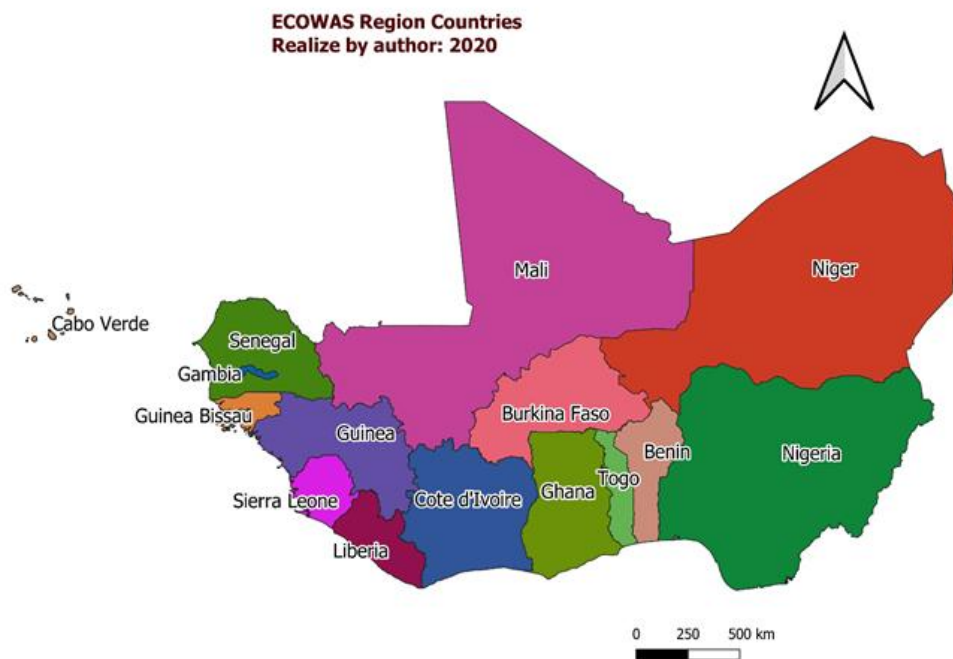 ECOWAS Region Countries
Realize by author: 2020
Mali
Niger
Cabo Verde
Senegal
Gambia
Guinea Bissau
Burkina Faso
Guinea
Benin
Nigeria
Togo
Ghana
Cote d'Ivoire
Sierra Leone
Liberia
0 250 500 km